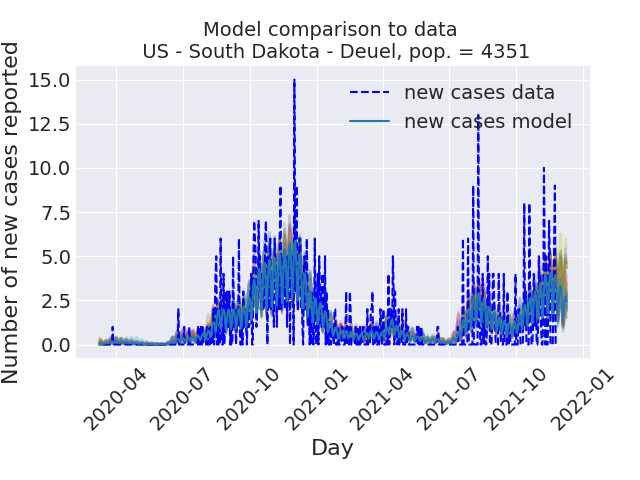 Model comparison to data
US - South Dakota - Deuel, pop. = 4351
Number of new cases reported
15.0
12.5
10.0
7.5
5.0
2.5
0.0
new cases data
new cases model
2020-04
2020-07
2020-10
2021-01
2021-04
2021-07
2021-10
2022-01
Day